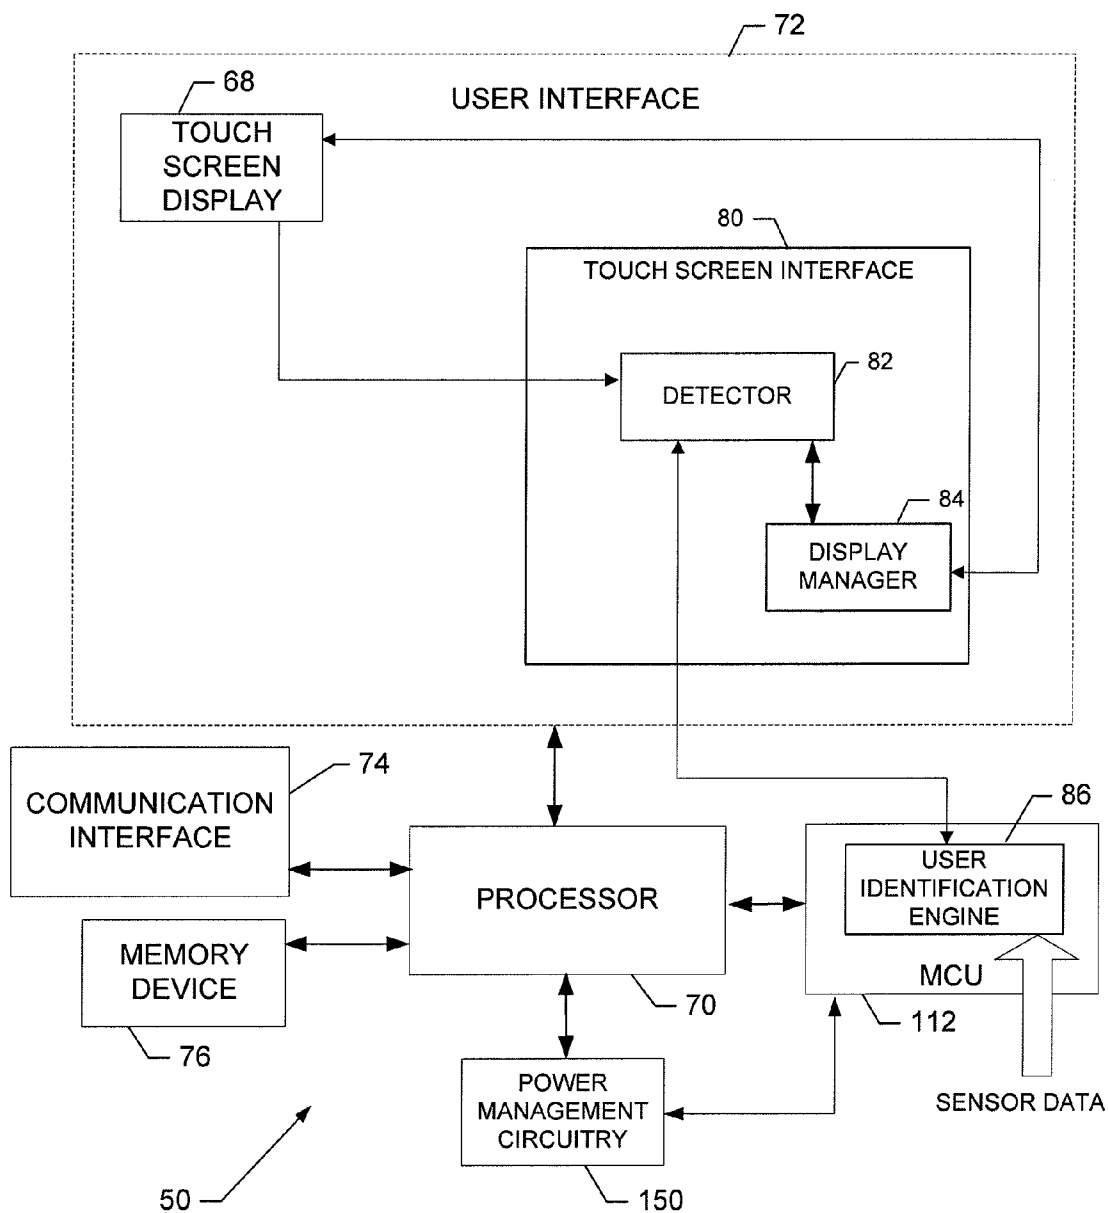 72
USER INTERFACE
68
TOUCH
SCREEN
DISPLAY
80
TOUCH SCREEN INTERFACE
82
DETECTOR
84
DISPLAY
MANAGER
74
COMMUNICATION
INTERFACE
86
USER
IDENTIFICATION
ENGINE
PROCESSOR
MEMORY
DEVICE
MCU
70
112
76
POWER
MANAGEMENT
CIRCUITRY
SENSOR DATA
50
150